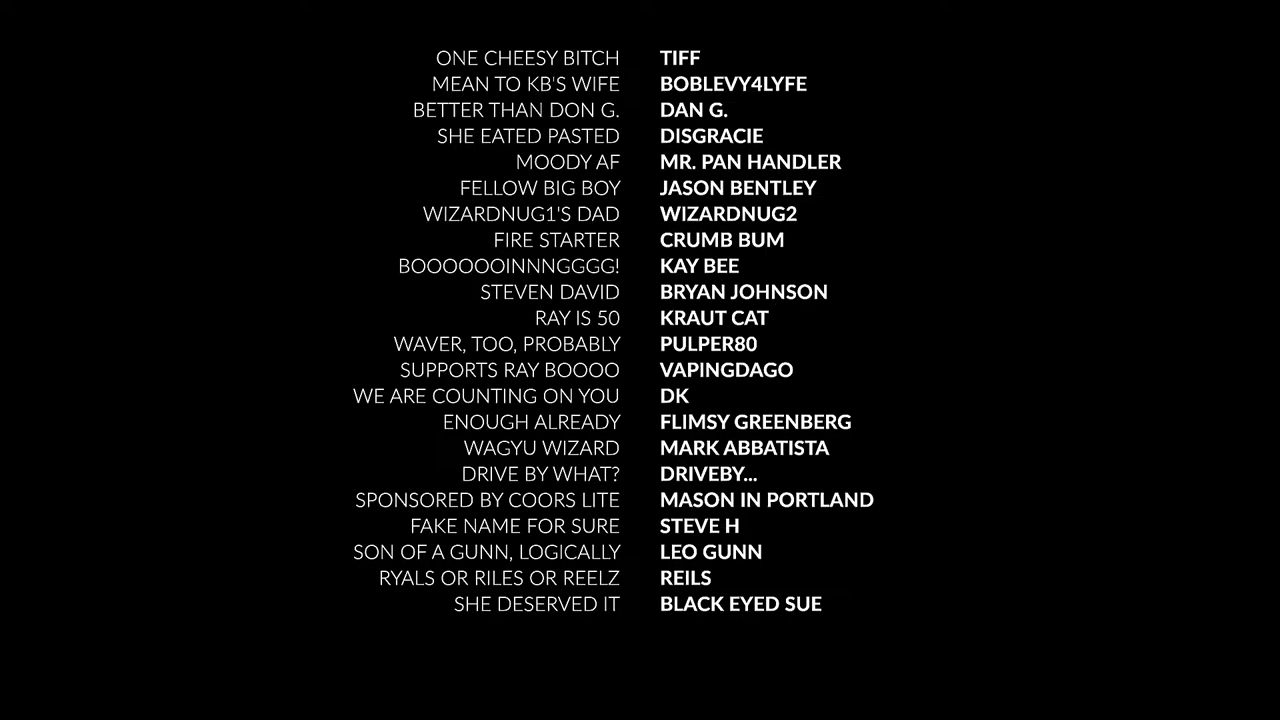 ONE CHEESY BITCH TIFF
MEAN TO KB'S WIFE BOBLEVY4LYFE
BETTER THAN DON G. DAN G.
SHE EATED PASTED DISGRACIE
MOODY AF MR. PAN HANDLER
FELLOW BIG BOY JASON BENTLEY
WIZARDNUG1'S DAD WIZARDNUG2
FIRE STARTER CRUMB BUM
BOOOOOOINNNGGGG! KAY BEE
STEVEN DAVID BRYAN JOHNSON
RAY IS 50 KRAUT CAT
WAVER, TOO, PROBABLY PULPER80
SUPPORTS RAY BOOOO VAPINGDAGO
WE ARE COUNTING ON YOU DK
ENOUGH ALREADY FLIMSY GREENBERG
WAGYU WIZARD MARK ABBATISTA
DRIVE BY WHAT? DRIVEBY...
SPONSORED BY COORS LITE MASON IN PORTLAND
FAKE NAME FOR SURE STEVE H
SON OF A GUNN, LOGICALLY LEO GUNN
RYALS OR RILES OR REELZ REILS
SHE DESERVED IT BLACK EYED SUE